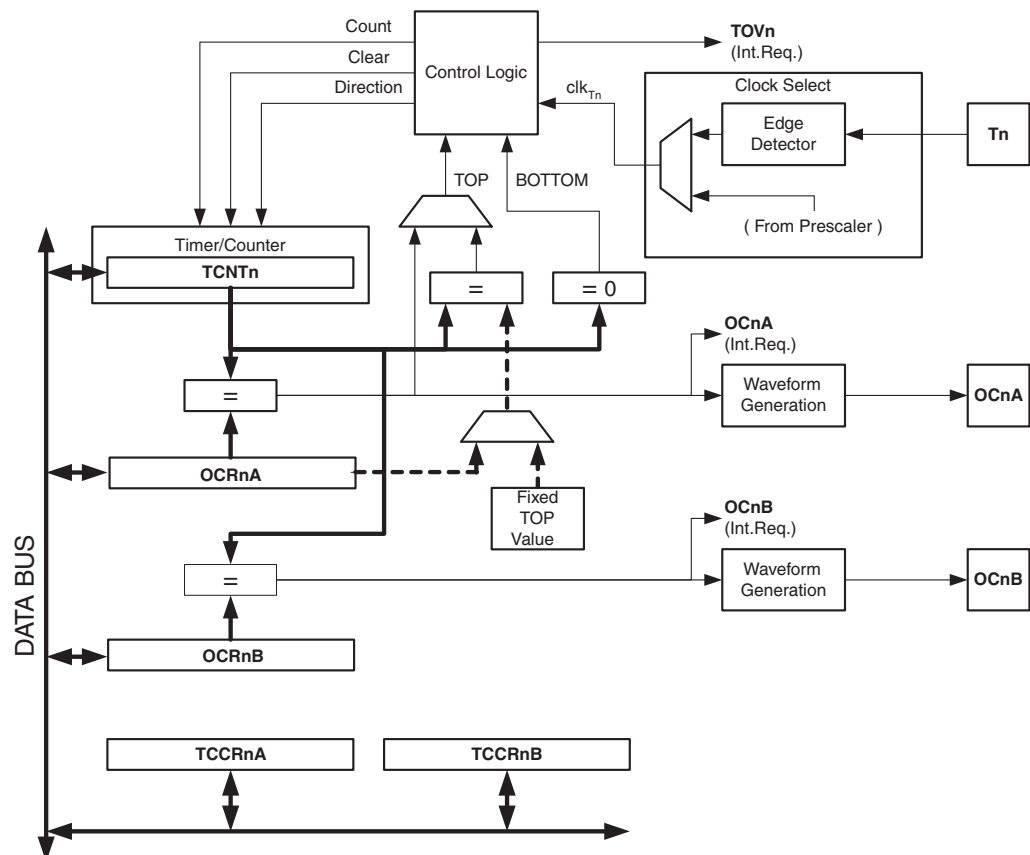 Count
Clear
Direction
Control Logic
TOVn
(Int.Req.)
clkTn
Clock Select
Edge
Detector
Tn
( From Prescaler )
TOP
BOTTOM
Timer/Counter
TCNTn
=
= 0
OCnA
(Int.Req.)
=
Waveform
Generation
OCnA
OCRnA
Fixed
TOP
Value
OCnB
(Int.Req.)
=
Waveform
Generation
OCnB
OCRnB
DATA BUS
TCCRnA
TCCRnB